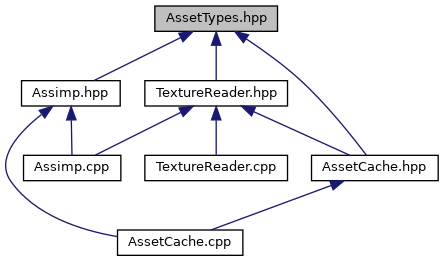 AssetTypes.hpp
Assimp.hpp
TextureReader.hpp
Assimp.cpp
TextureReader.cpp
AssetCache.hpp
AssetCache.cpp